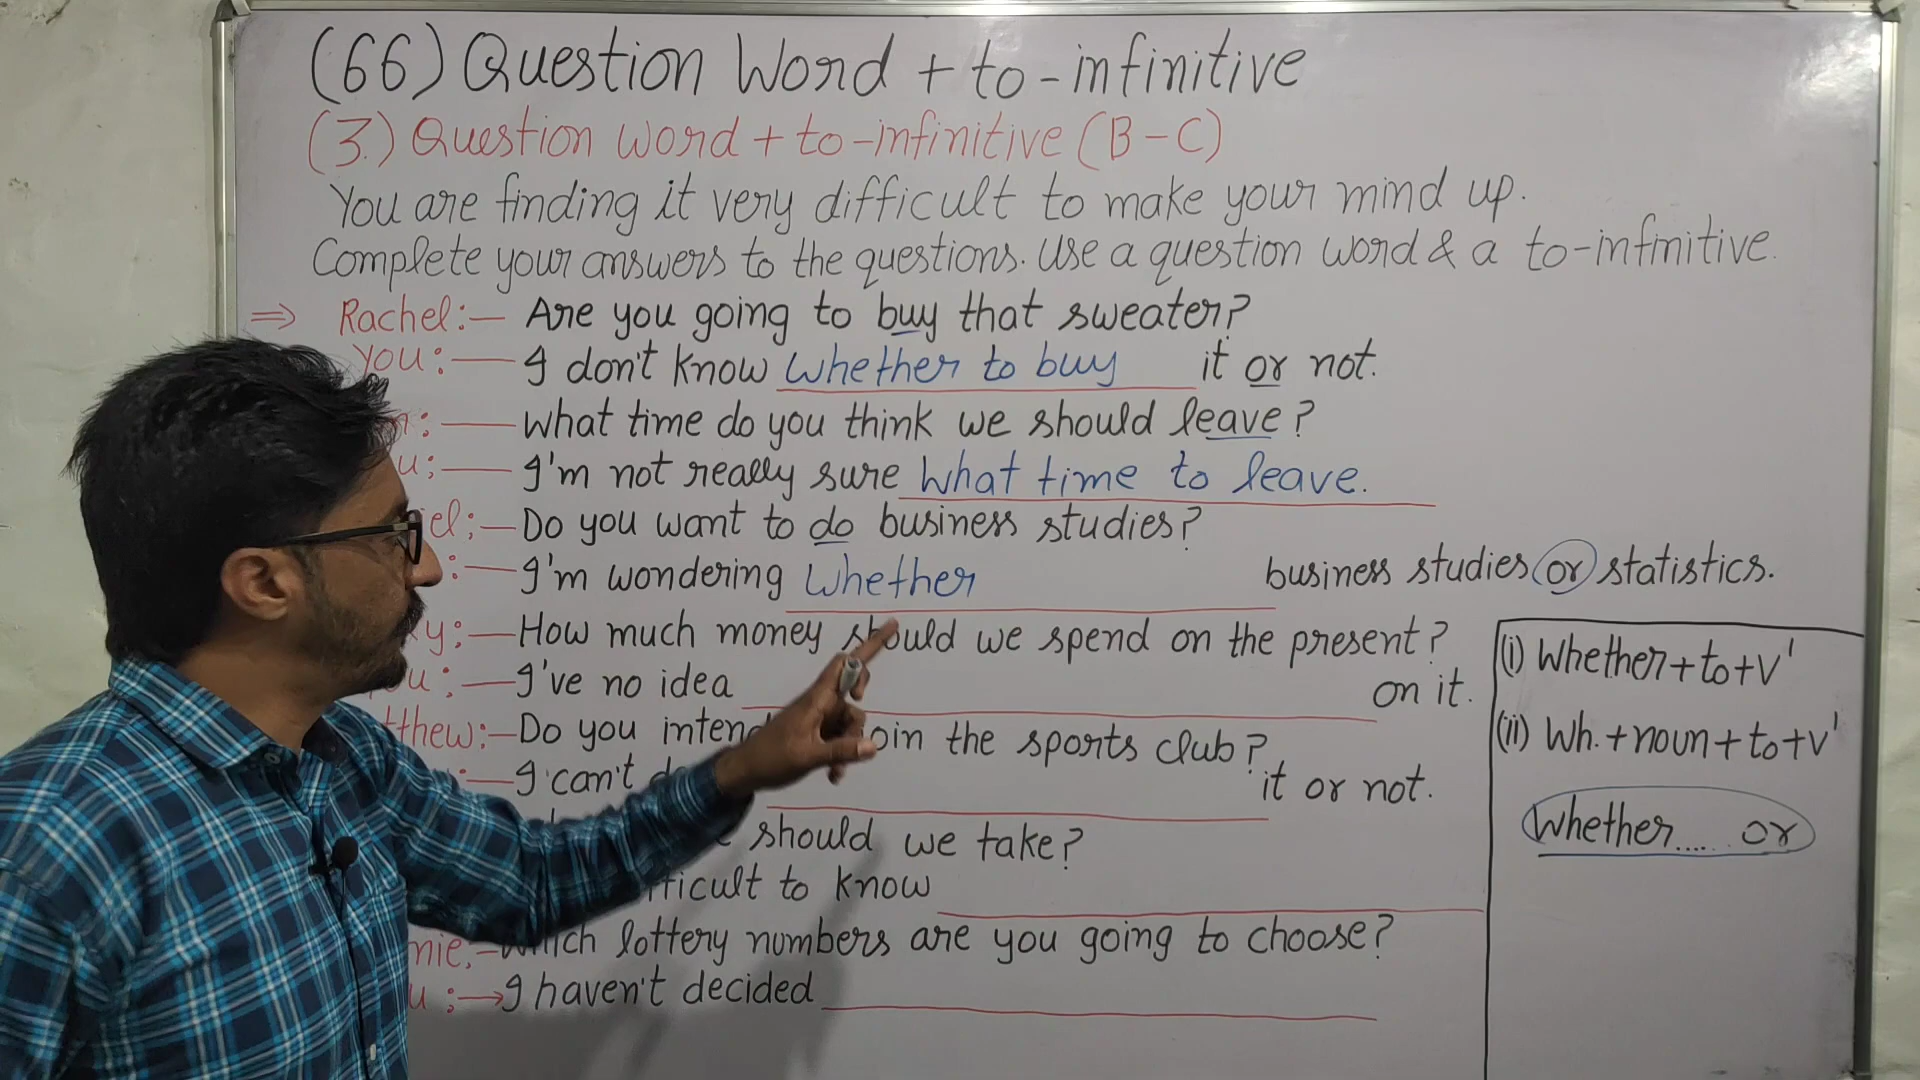 (66) Question Word + to-infinitive
(3.) Question word + to-infinitive (B-C)
You are finding it very difficult to make your mind up.
Complete your answers to the questions. Use a question word & a to-infinitive.
⇒ Rachel:— Are you going to buy that sweater?
You:— I don't know whether to buy it or not.
:— What time do you think we should leave?
u:— I'm not really sure what time to leave.
el:— Do you want to do business studies?
:— I'm wondering whether business studies or statistics.
y:— How much money should we spend on the present?
ou:— I've no idea on it.
thew:— Do you intend join the sports club?
:— I can't it or not.
should we take?
ficult to know
mie:— Which lottery numbers are you going to choose?
u:→ I haven't decided
(i) Whether + to + V'
(ii) Wh. + noun + to + V'
Whether..... or